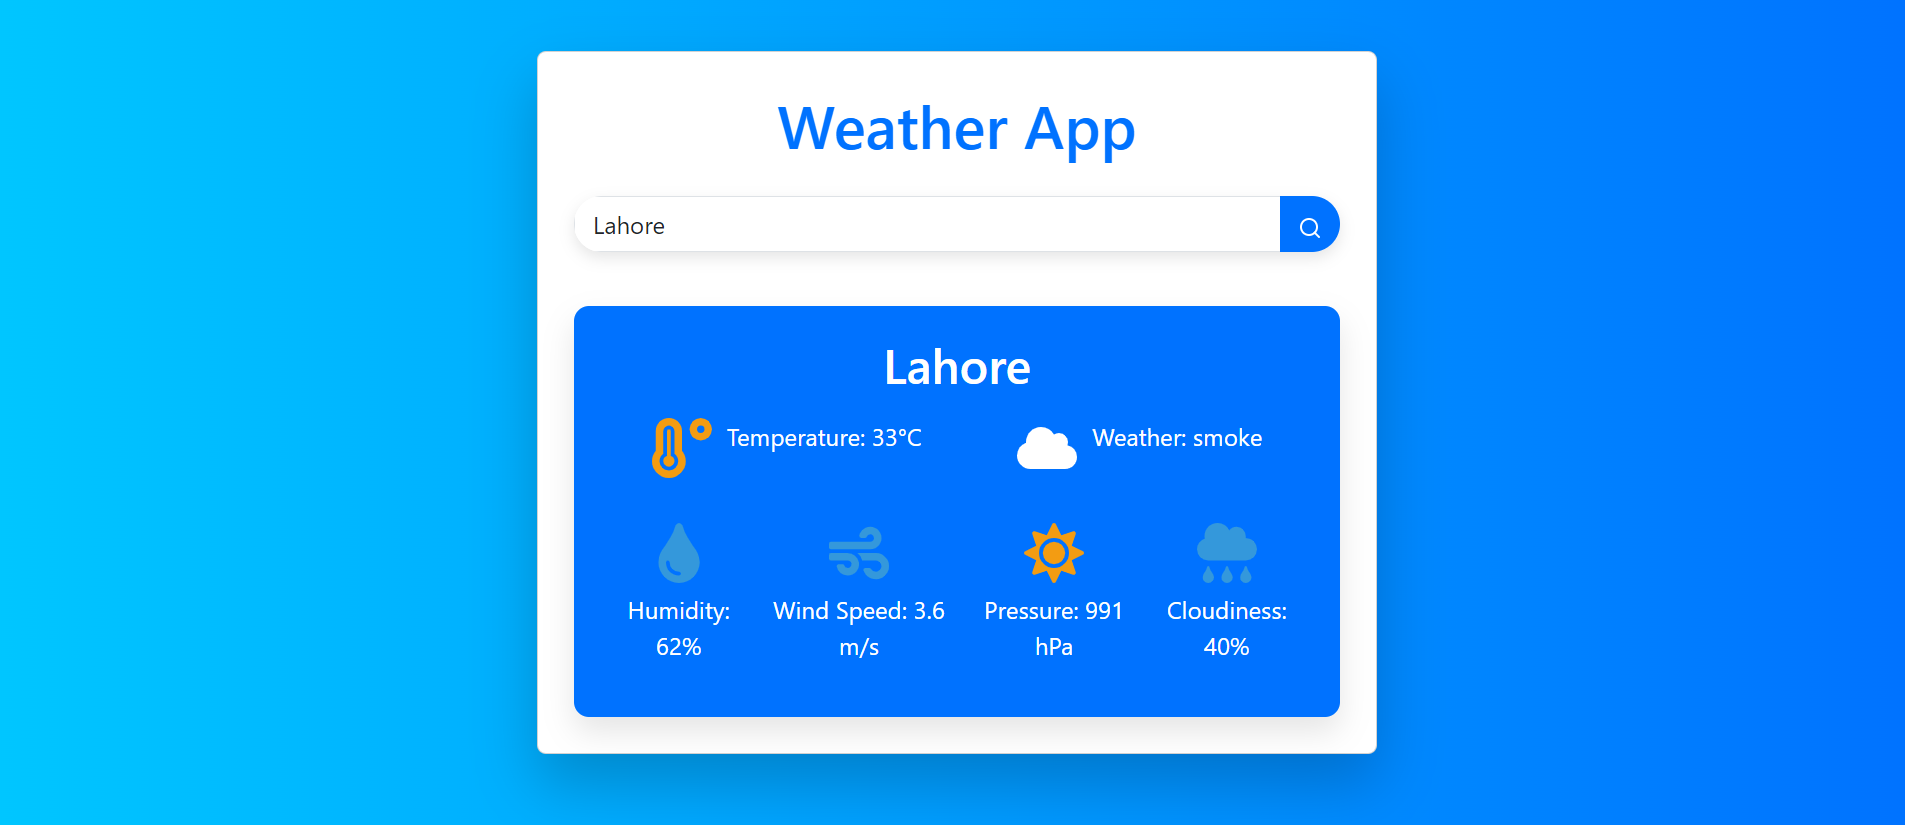 Weather App
Lahore
Lahore
Temperature: 33°C
Weather: smoke
Humidity:
62%
Wind Speed: 3.6
m/s
Pressure: 991
hPa
Cloudiness:
40%